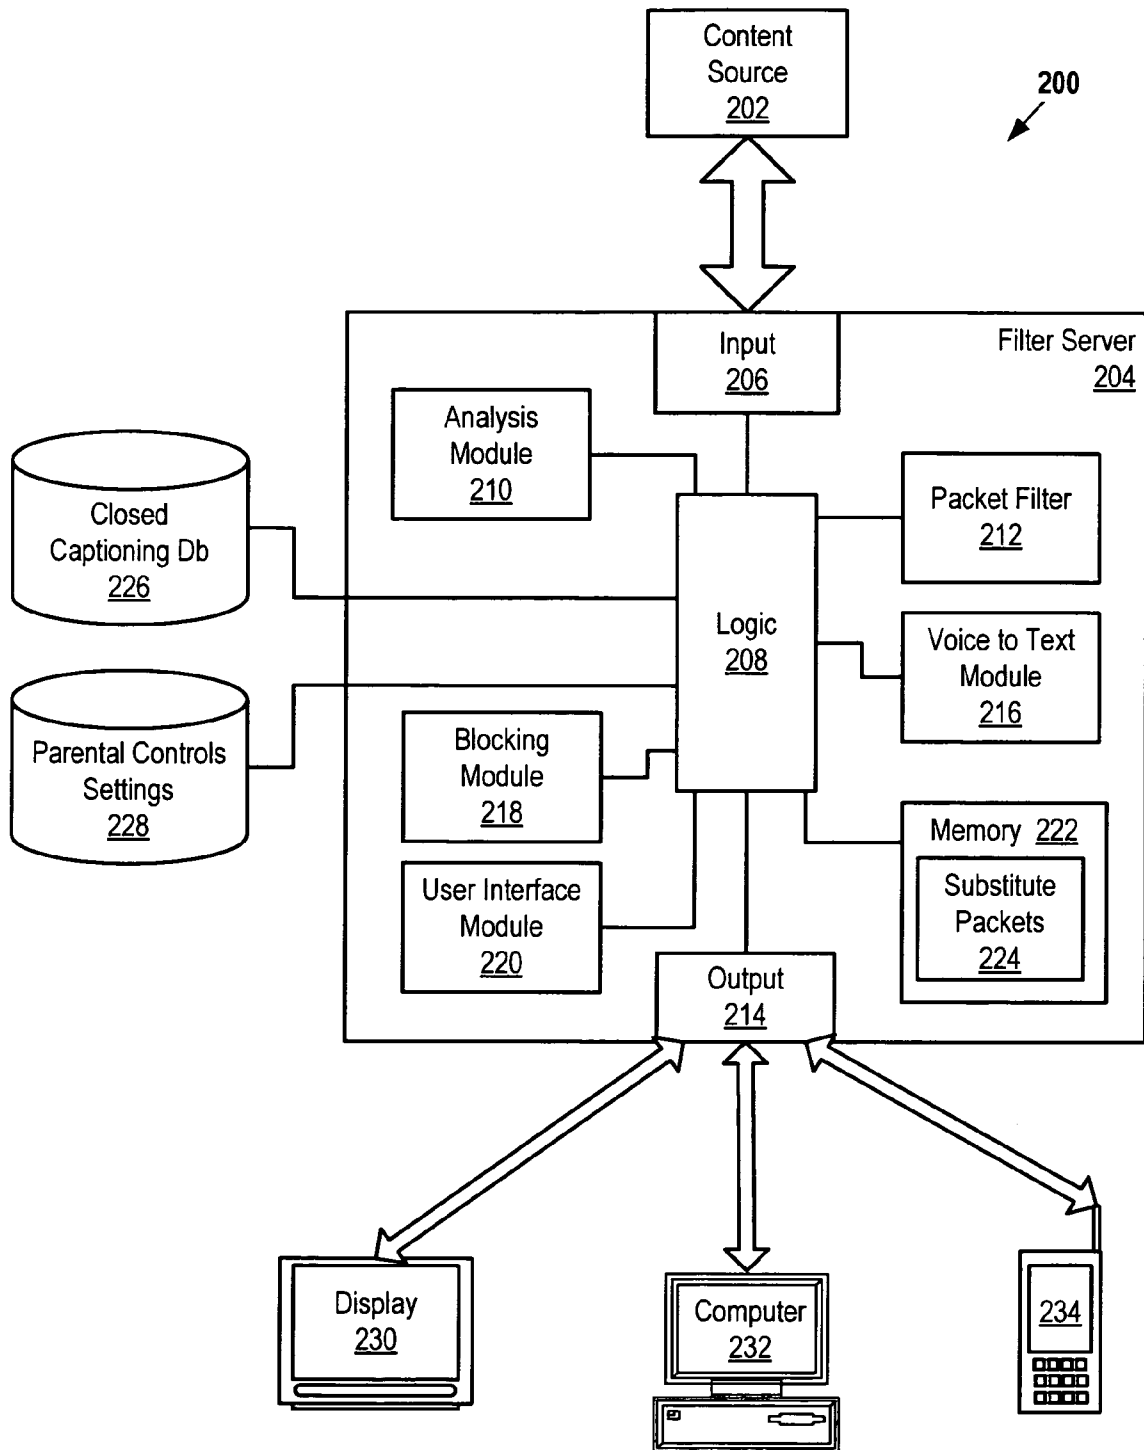 Content
Source
202
200
Input
206
Filter Server
204
Analysis
Module
210
Closed
Captioning Db
226
Packet Filter
212
Logic
208
Voice to Text
Module
216
Parental Controls
Settings
228
Blocking
Module
218
Memory 222
Substitute
Packets
224
User Interface
Module
220
Output
214
Display
230
Computer
232
234